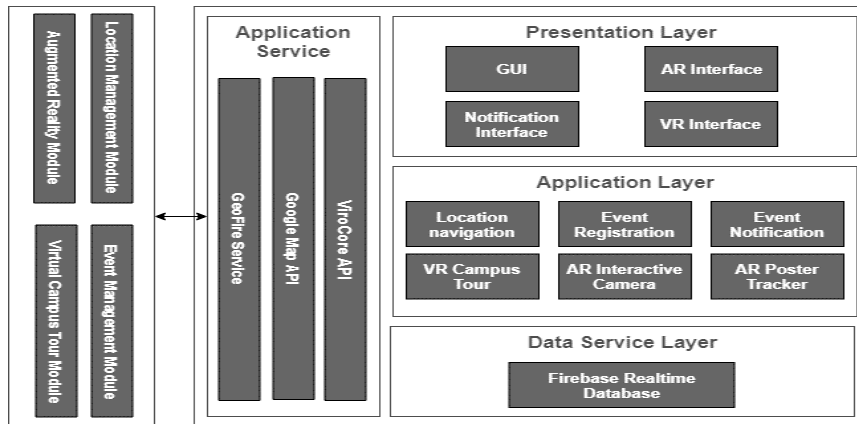 Augmented Reality Module
Location Management Module
Virtual Campus Tour Module
Event Management Module
Application
Service
GeoFire Service
Google Map API
ViroCore API
Presentation Layer
GUI
AR Interface
Notification
Interface
VR Interface
Application Layer
Location
navigation
Event
Registration
Event
Notification
VR Campus
Tour
AR Interactive
Camera
AR Poster
Tracker
Data Service Layer
Firebase Realtime
Database